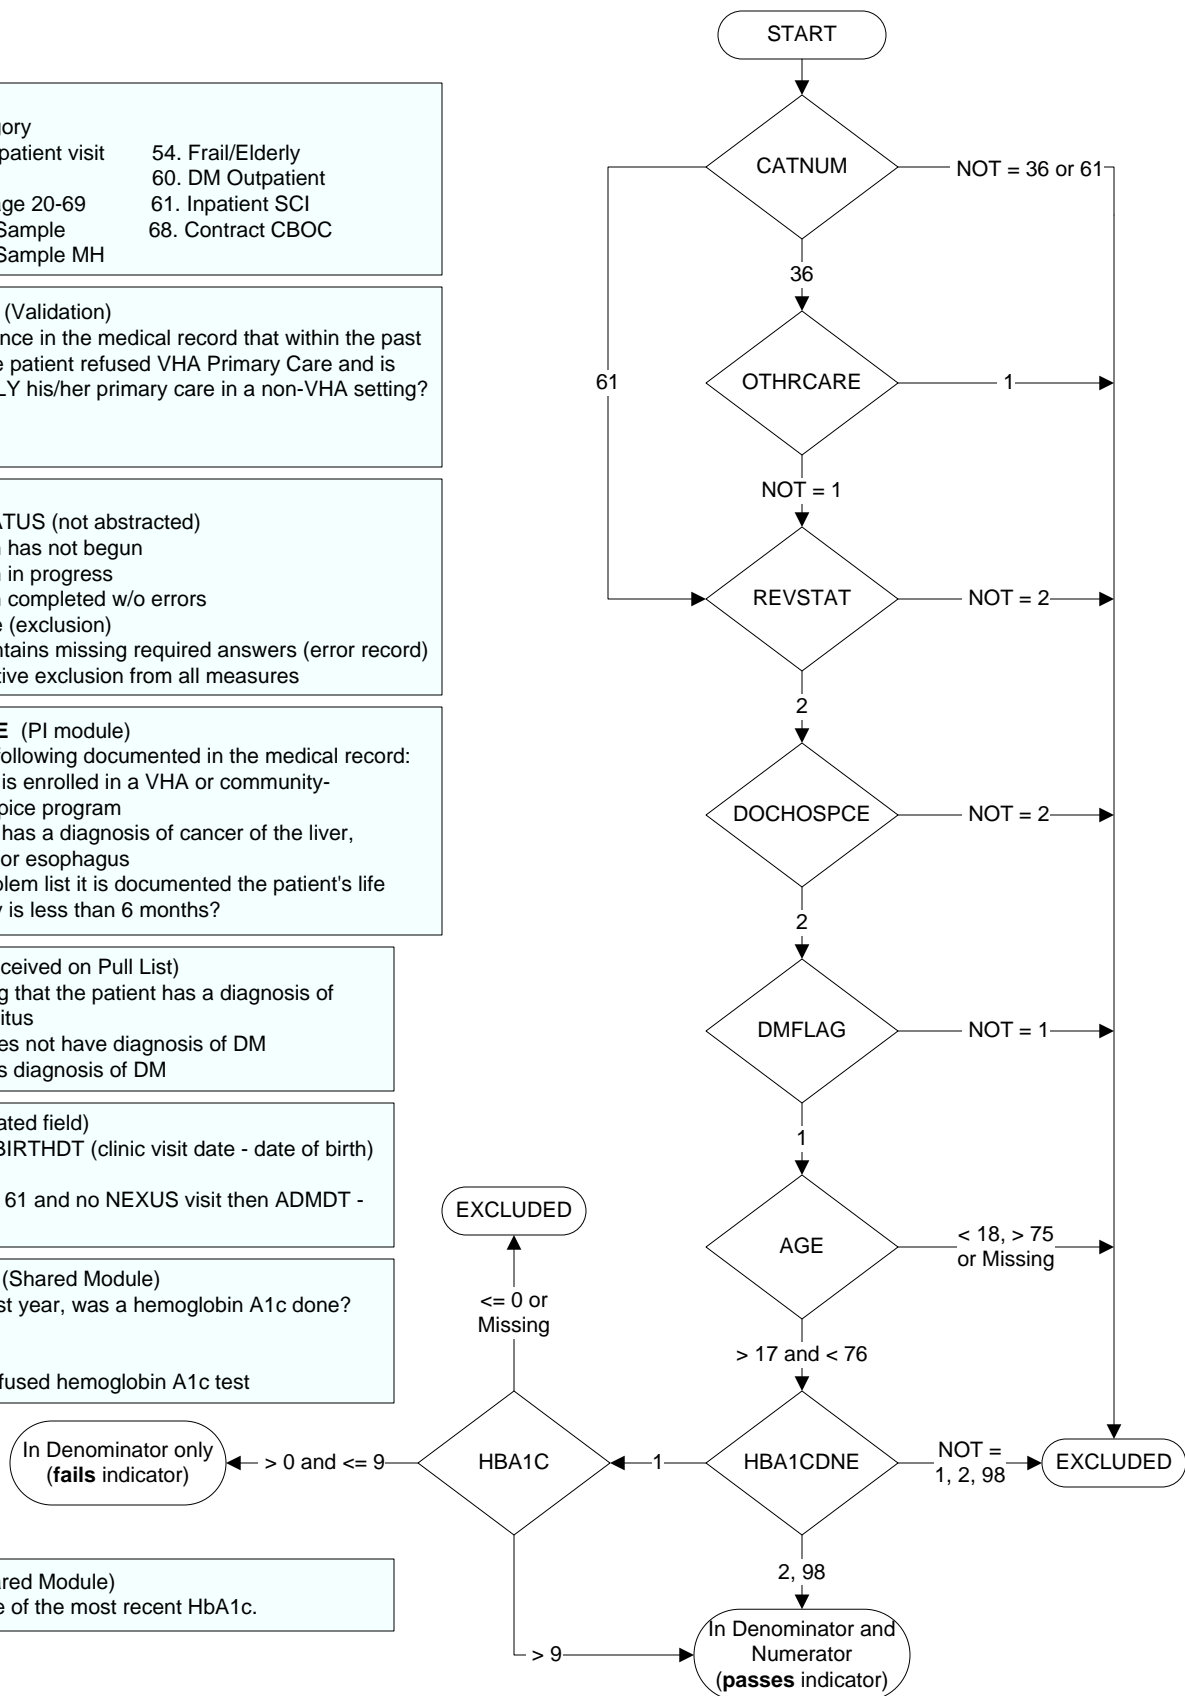 gory
patient visit 54. Frail/Elderly
60. DM Outpatient
age 20-69 61. Inpatient SCI
Sample 68. Contract CBOC
Sample MH
(Validation)
nce in the medical record that within the past
e patient refused VHA Primary Care and is
LY his/her primary care in a non-VHA setting?
ATUS (not abstracted)
n has not begun
n in progress
n completed w/o errors
e (exclusion)
ntains missing required answers (error record)
tive exclusion from all measures
E (PI module)
following documented in the medical record:
is enrolled in a VHA or community-
spice program
has a diagnosis of cancer of the liver,
or esophagus
blem list it is documented the patient's life
y is less than 6 months?
ceived on Pull List)
g that the patient has a diagnosis of
itus
es not have diagnosis of DM
s diagnosis of DM
ated field)
BIRTHDT (clinic visit date - date of birth)
61 and no NEXUS visit then ADMDT -
(Shared Module)
st year, was a hemoglobin A1c done?
fused hemoglobin A1c test
ared Module)
e of the most recent HbA1c.
START
CATNUM
NOT = 36 or 61
36
61
OTHRCARE
1
NOT = 1
REVSTAT
NOT = 2
2
DOCHOSPCE
NOT = 2
2
DMFLAG
NOT = 1
1
AGE
< 18, > 75
or Missing
> 17 and < 76
HBA1CDNE
NOT =
1, 2, 98
EXCLUDED
1
HBA1C
<= 0 or
Missing
EXCLUDED
> 0 and <= 9
In Denominator only
(fails indicator)
2, 98
> 9
In Denominator and
Numerator
(passes indicator)